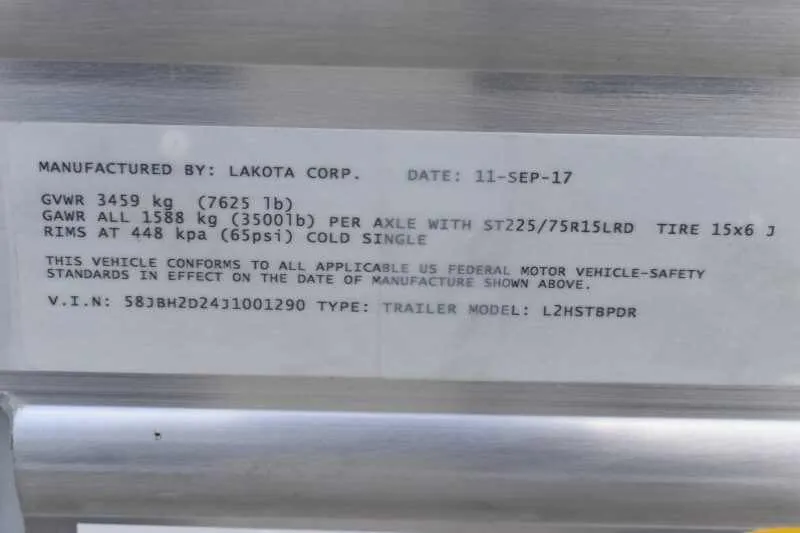 MANUFACTURED BY: LAKOTA CORP. DATE: 11-SEP-17
GVWR 3459 kg (7625 lb)
GAWR ALL 1588 kg (3500lb) PER AXLE WITH ST225/75R15LRD TIRE 15x6 J
RIMS AT 448 kpa (65psi) COLD SINGLE
THIS VEHICLE CONFORMS TO ALL APPLICABLE US FEDERAL MOTOR VEHICLE-SAFETY
STANDARDS IN EFFECT ON THE DATE OF MANUFACTURE SHOWN ABOVE.
V.I.N: 58JBH2D24J1001290 TYPE: TRAILER MODEL: L2HSTBPDR